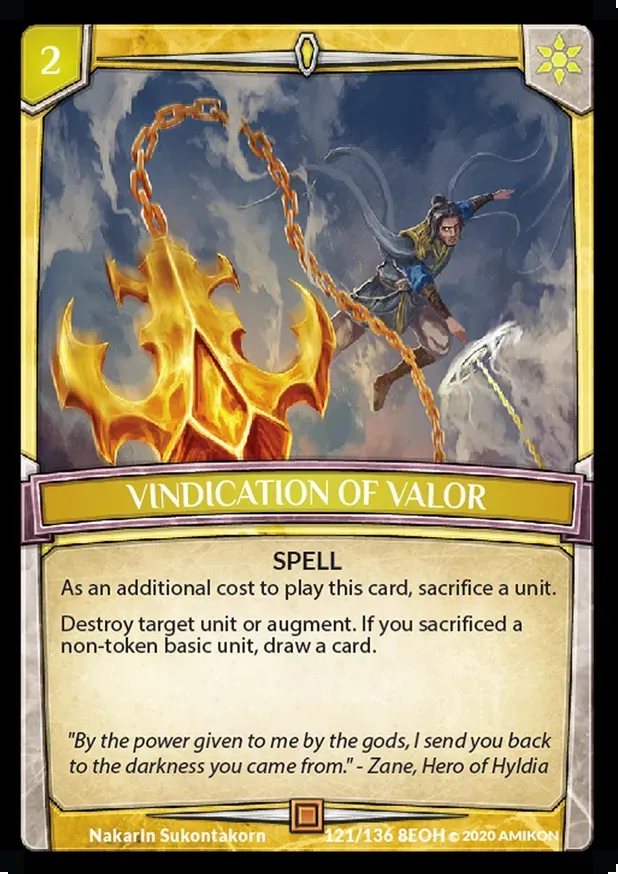 2
VINDICATION OF VALOR
SPELL
As an additional cost to play this card, sacrifice a unit.
Destroy target unit or augment. If you sacrificed a
non-token basic unit, draw a card.
"By the power given to me by the gods, I send you back
to the darkness you came from." - Zane, Hero of Hyldia
Nakarin Sukontakorn 121/136 8EOH © 2020 AMIKON